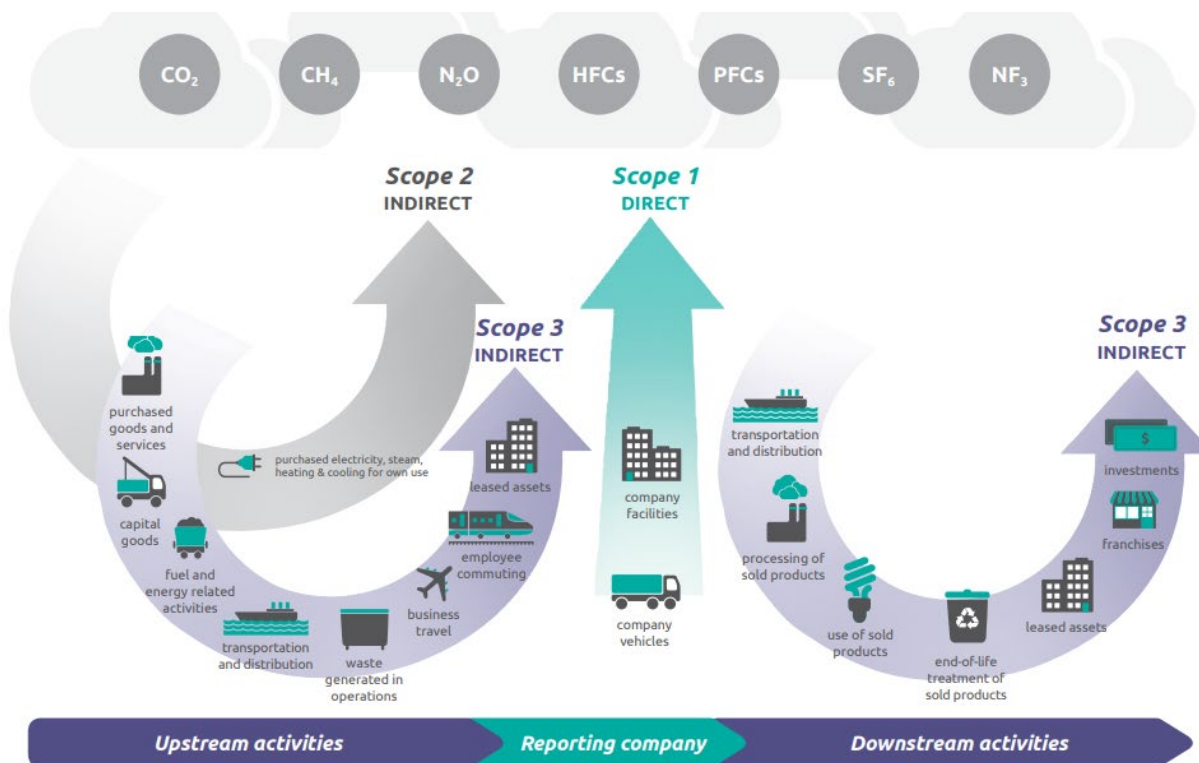 CO₂
CH₄
N₂O
HFCs
PFCs
SF₆
NF₃
Scope 2
INDIRECT
Scope 1
DIRECT
Scope 3
INDIRECT
Scope 3
INDIRECT
purchased
goods and
services
capital
goods
fuel and
energy related
activities
purchased electricity, steam,
heating & cooling for own use
transportation
and distribution
waste
generated in
operations
business
travel
employee
commuting
leased assets
company
facilities
company
vehicles
transportation
and distribution
processing of
sold products
use of sold
products
end-of-life
treatment of
sold products
leased assets
franchises
$
investments
Upstream activities
Reporting company
Downstream activities